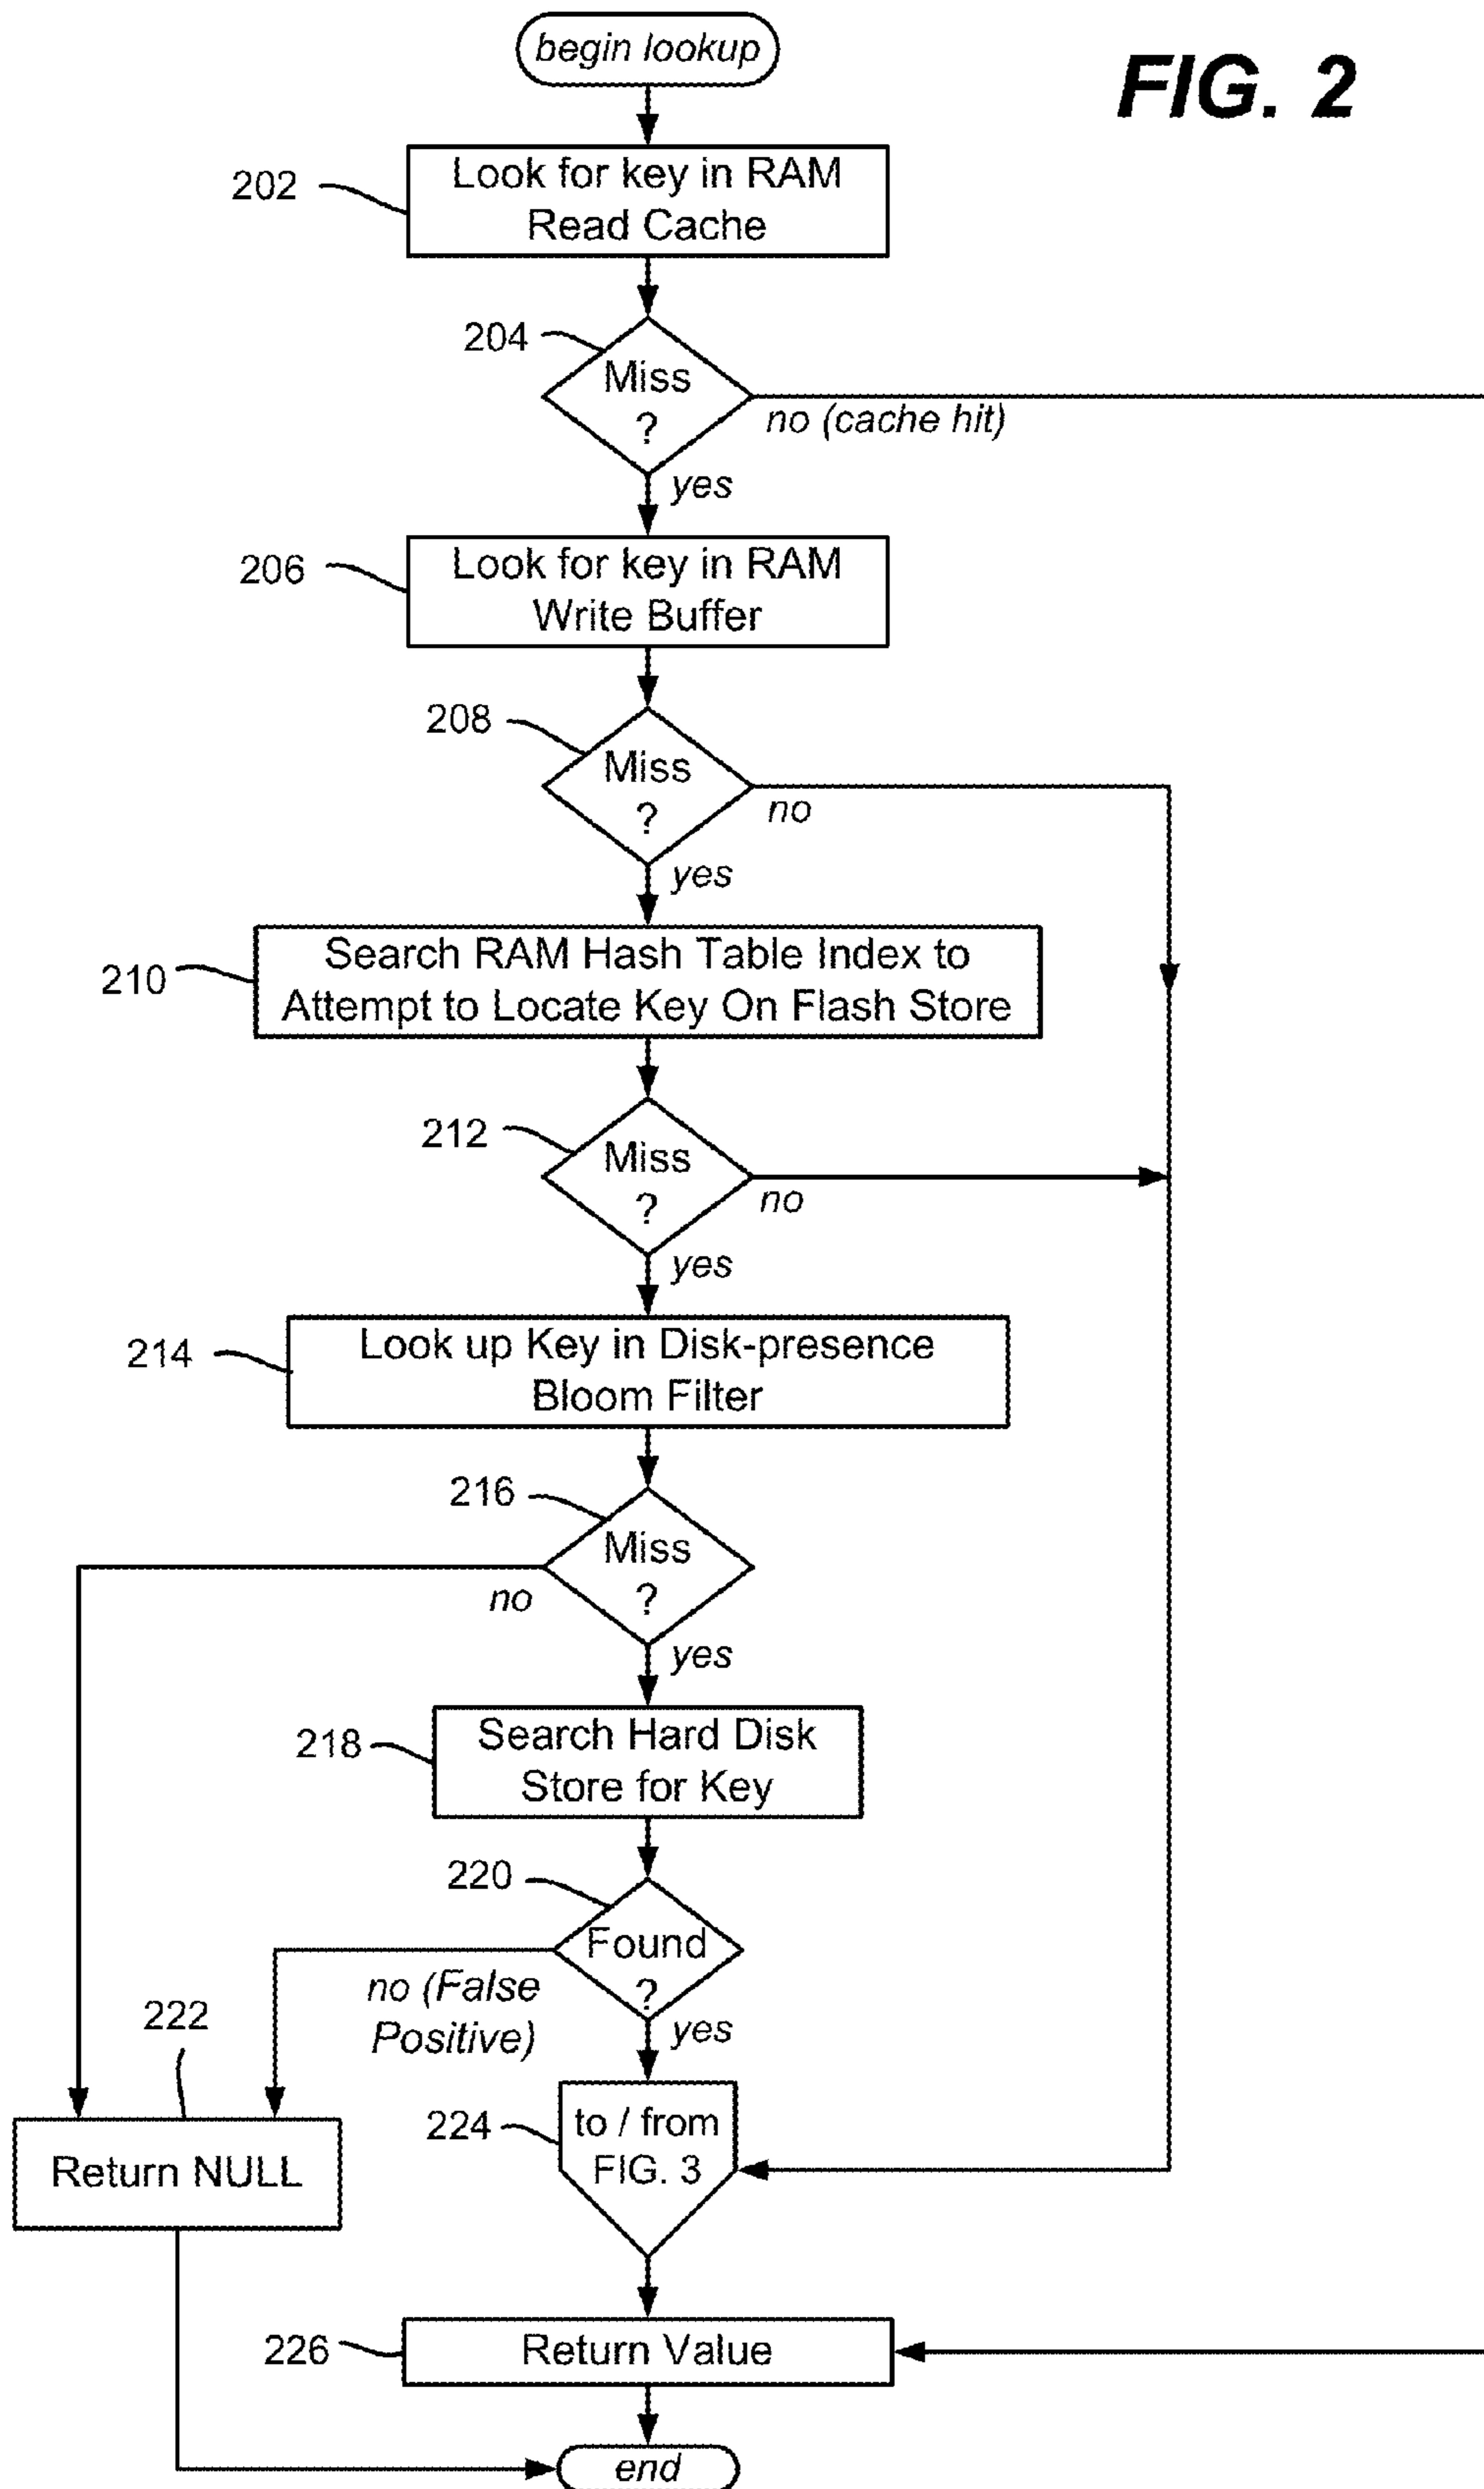 begin lookup
FIG. 2
202
Look for key in RAM
Read Cache
204
Miss
?
no (cache hit)
yes
206
Look for key in RAM
Write Buffer
208
Miss
?
no
yes
210
Search RAM Hash Table Index to
Attempt to Locate Key On Flash Store
212
Miss
?
no
yes
214
Look up Key in Disk-presence
Bloom Filter
216
Miss
?
no
yes
218
Search Hard Disk
Store for Key
220
Found
?
no (False
Positive)
yes
222
Return NULL
224
to / from
FIG. 3
226
Return Value
end